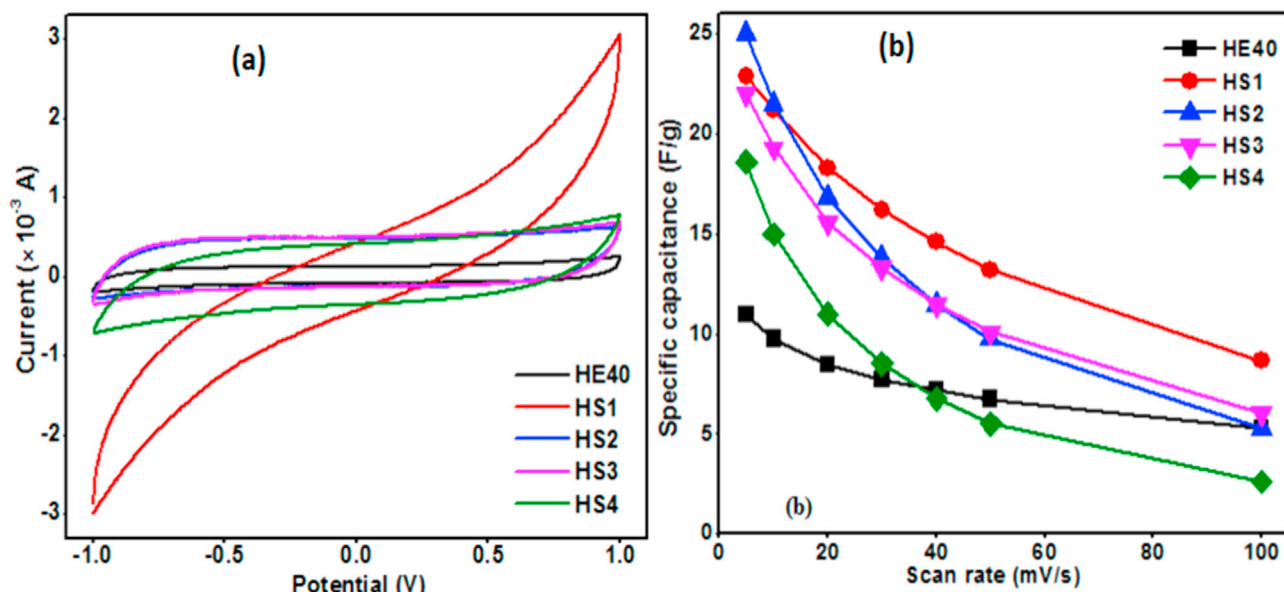 (a)
Current (× 10⁻³ A)
3
2
1
0
-1
-2
-3
HE40
HS1
HS2
HS3
HS4
-1.0 -0.5 0.0 0.5 1.0
Potential (V)
(b)
Specific capacitance (F/g)
25
20
15
10
5
0
HE40
HS1
HS2
HS3
HS4
(b)
0 20 40 60 80 100
Scan rate (mV/s)